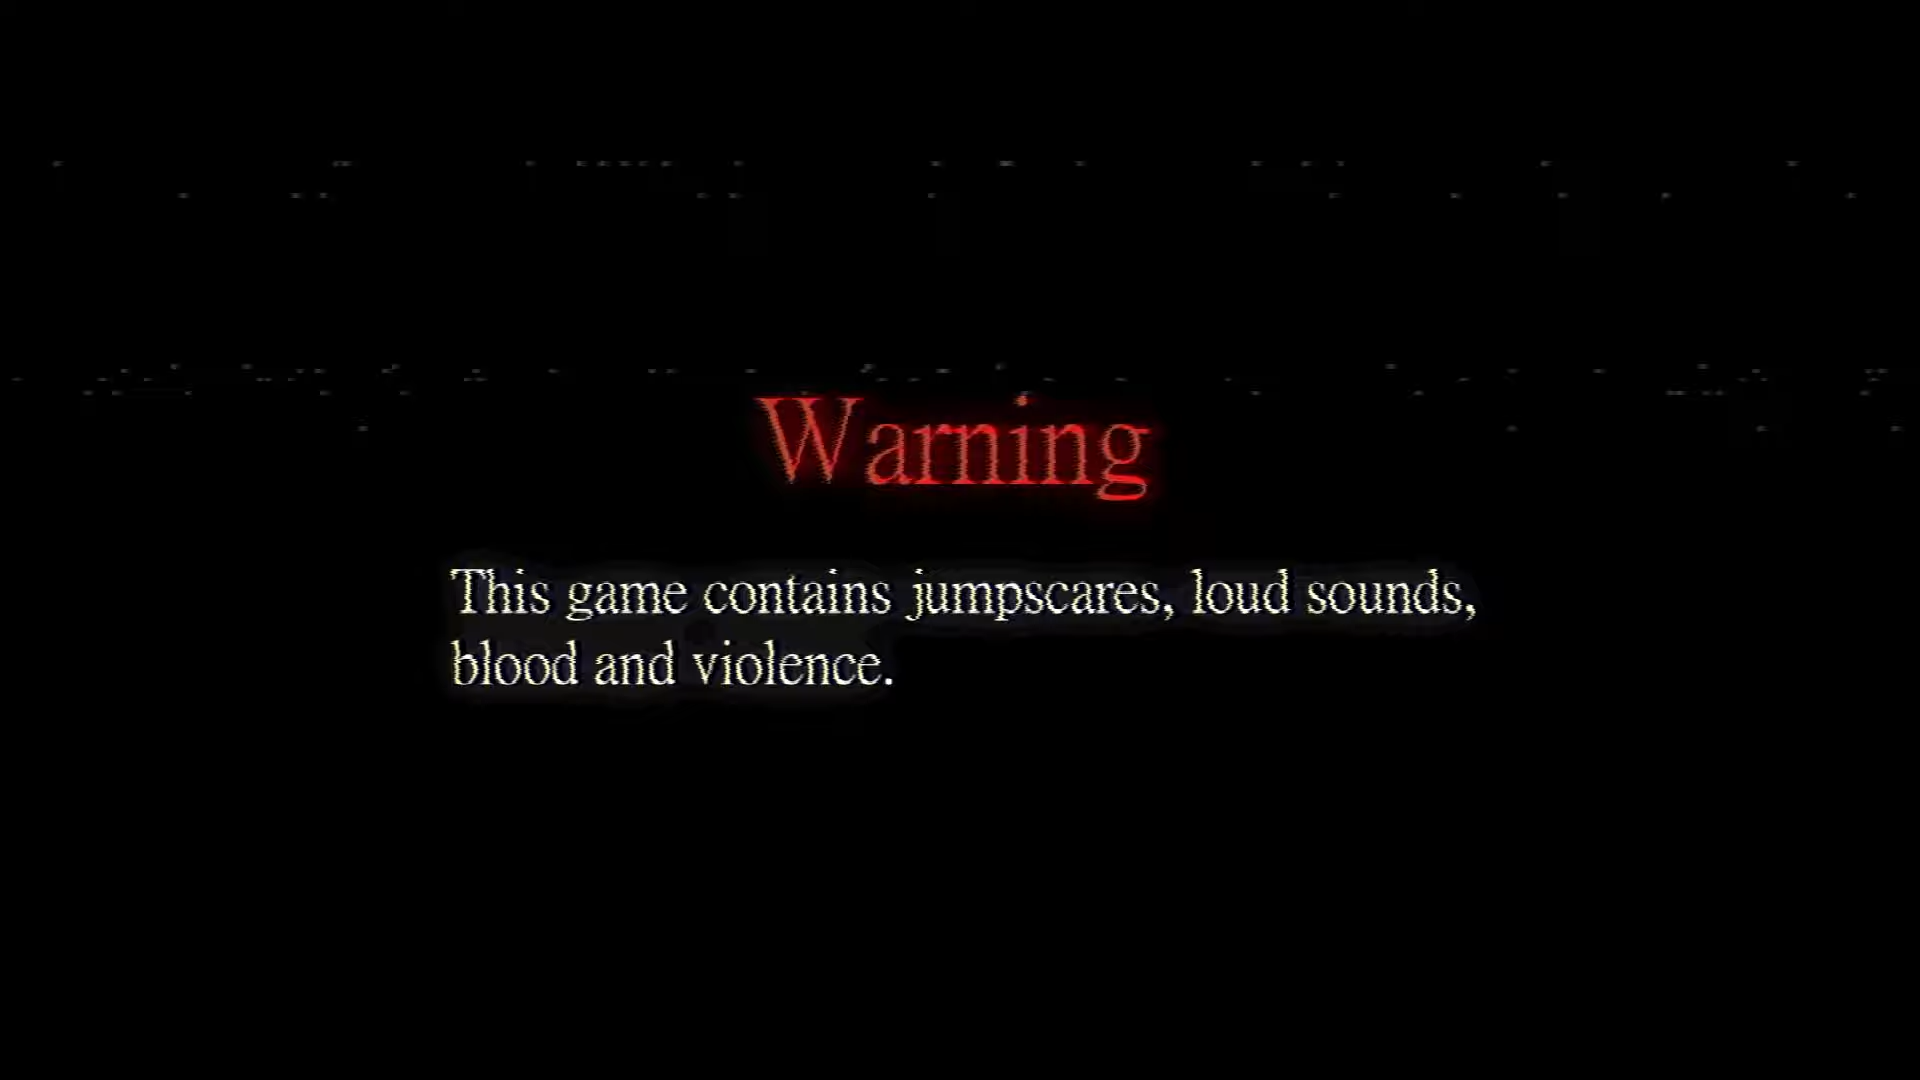 Warning
This game contains jumpscares, loud sounds,
blood and violence.